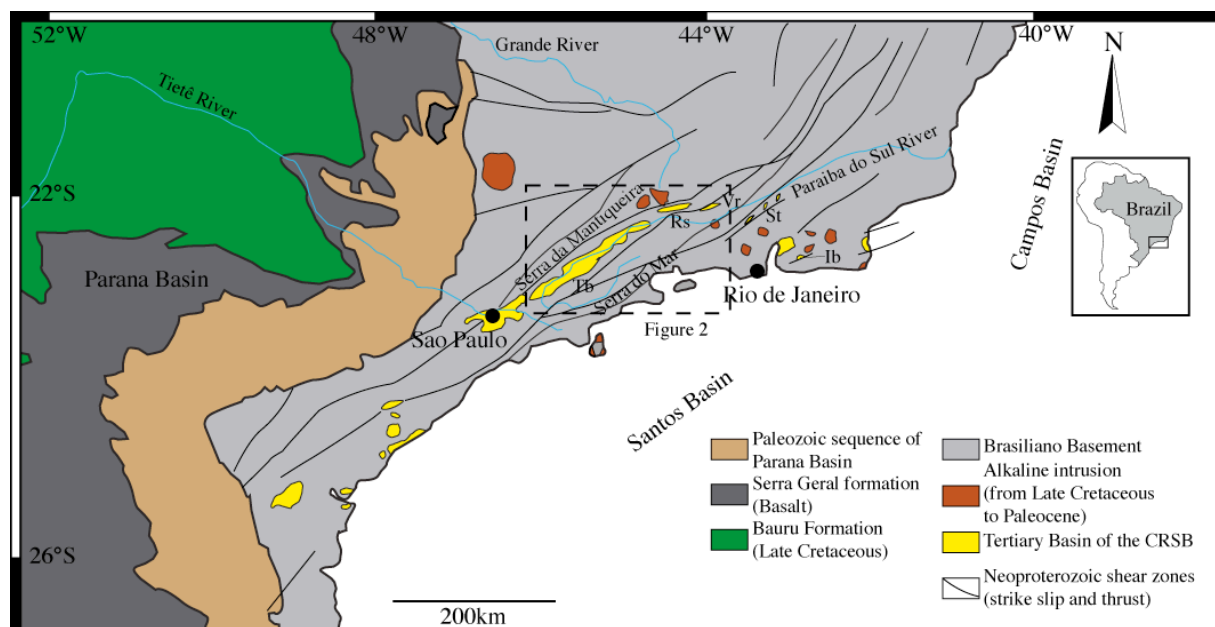 52°W
48°W
44°W
40°W
Grande River
N
Tietê River
22°S
Serra da Mantiqueira
Paraiba do Sul River
Campos Basin
Vr
St
Rs
Brazil
Parana Basin
Tb
Serra do Mar
Ib
Rio de Janeiro
Sao Paulo
Figure 2
Santos Basin
Paleozoic sequence of
Parana Basin
Serra Geral formation
(Basalt)
Bauru Formation
(Late Cretaceous)
Brasiliano Basement
Alkaline intrusion
(from Late Cretaceous
to Paleocene)
Tertiary Basin of the CRSB
Neoproterozoic shear zones
(strike slip and thrust)
26°S
200km